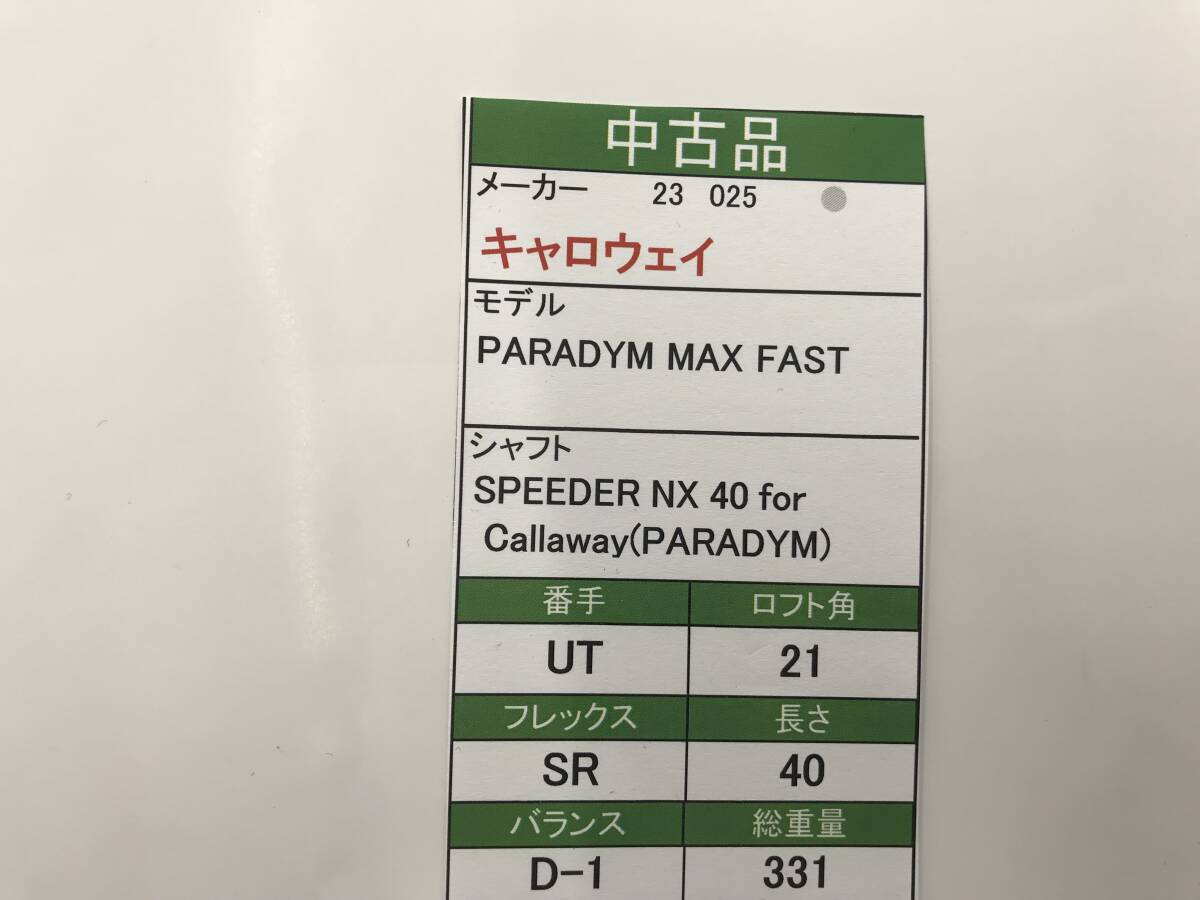 中古品
メーカー 23 025
キャロウェイ
モデル
PARADYM MAX FAST
シャフト
SPEEDER NX 40 for
Callaway(PARADYM)
番手 ロフト角
UT 21
フレックス 長さ
SR 40
バランス 総重量
D-1 331